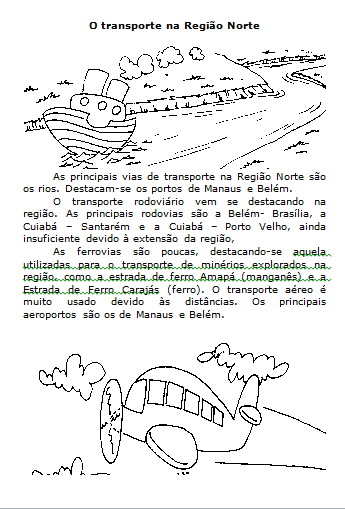 O transporte na Região Norte
As principais vias de transporte na Região Norte são
os rios. Destacam-se os portos de Manaus e Belém.
O transporte rodoviário vem se destacando na
região. As principais rodovias são a Belém- Brasília, a
Cuiabá – Santarém e a Cuiabá – Porto Velho, ainda
insuficiente devido à extensão da região,
As ferrovias são poucas, destacando-se aquela
utilizadas para o transporte de minérios explorados na
região, como a estrada de ferro Amapá (manganês) e a
Estrada de Ferro Carajás (ferro). O transporte aéreo é
muito usado devido às distâncias. Os principais
aeroportos são os de Manaus e Belém.